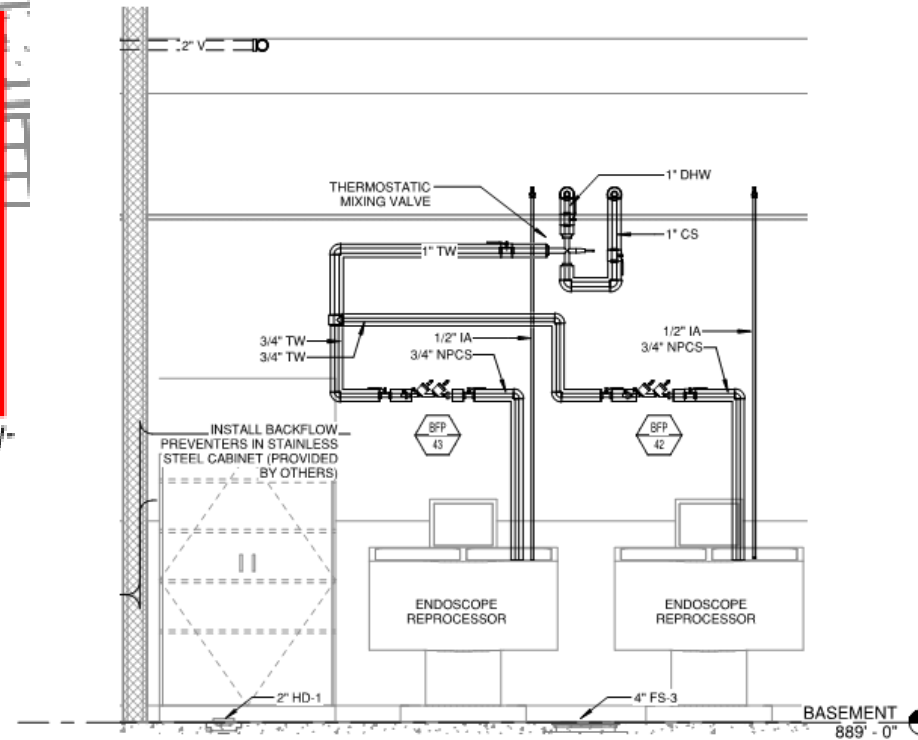 2" V
1" DHW
THERMOSTATIC
MIXING VALVE
1" CS
1" TW
3/4" TW
3/4" TW
1/2" IA
3/4" NPCS
1/2" IA
3/4" NPCS
INSTALL BACKFLOW
PREVENTERS IN STAINLESS
STEEL CABINET (PROVIDED
BY OTHERS)
BFP
43
BFP
42
ENDOSCOPE
REPROCESSOR
ENDOSCOPE
REPROCESSOR
2" HD-1
4" FS-3
BASEMENT
889' - 0"